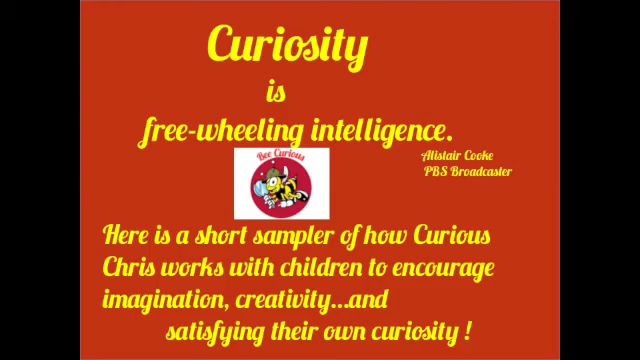 Curiosity
is
free-wheeling intelligence.
Alistair Cooke
PBS Broadcaster
Bee Curious
Here is a short sampler of how Curious
Chris works with children to encourage
imagination, creativity...and
satisfying their own curiosity !